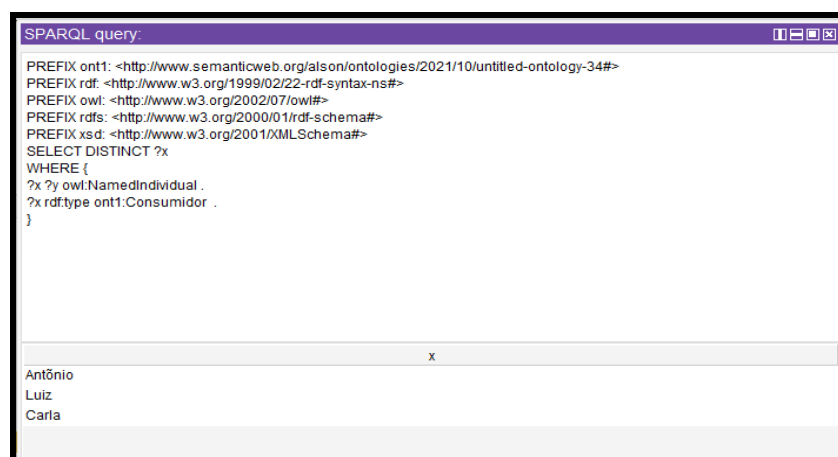 SPARQL query:
PREFIX ont1: <http://www.semanticweb.org/alson/ontologies/2021/10/untitled-ontology-34#>
PREFIX rdf: <http://www.w3.org/1999/02/22-rdf-syntax-ns#>
PREFIX owl: <http://www.w3.org/2002/07/owl#>
PREFIX rdfs: <http://www.w3.org/2000/01/rdf-schema#>
PREFIX xsd: <http://www.w3.org/2001/XMLSchema#>
SELECT DISTINCT ?x
WHERE {
?x ?y owl:NamedIndividual .
?x rdf:type ont1:Consumidor .
}
x
Antõnio
Luiz
Carla